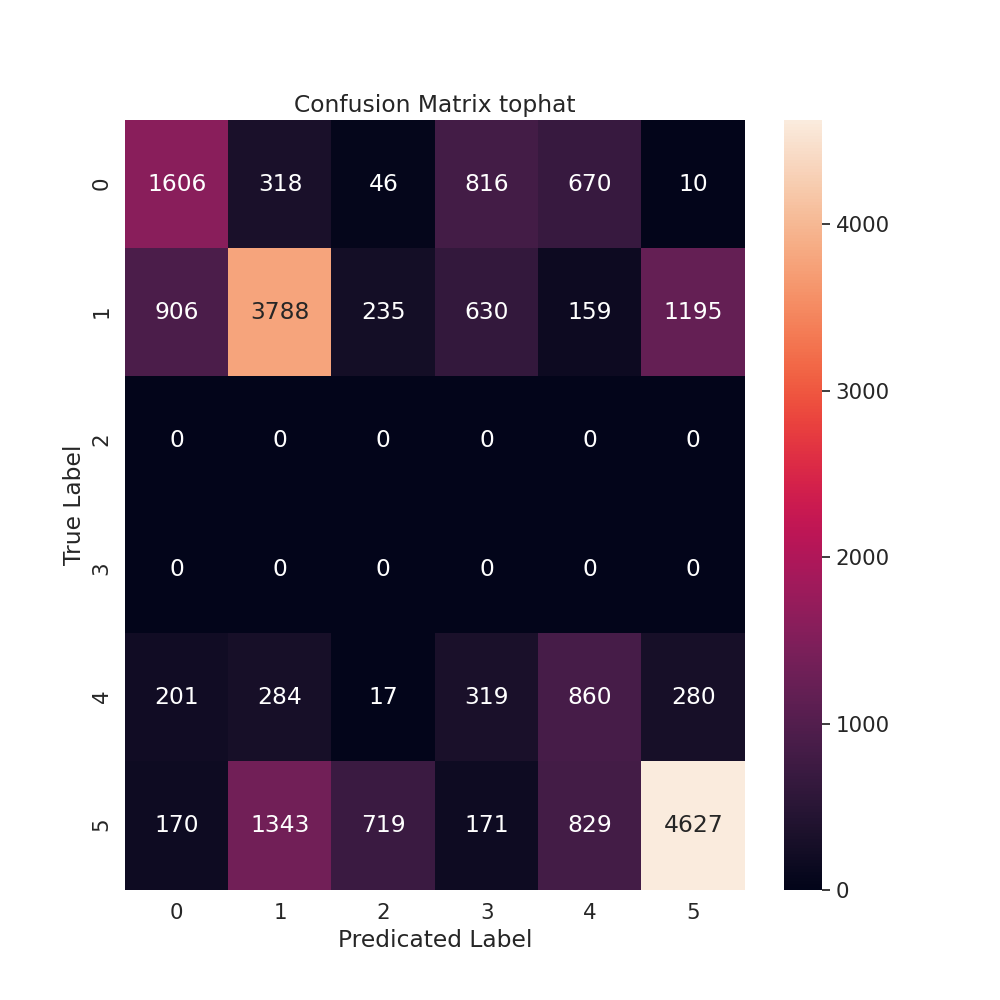 Confusion Matrix tophat
0 1606 318 46 816 670 10
1 906 3788 235 630 159 1195
2 0 0 0 0 0 0
3 0 0 0 0 0 0
4 201 284 17 319 860 280
5 170 1343 719 171 829 4627
0 1 2 3 4 5
True Label
Predicated Label
4000
3000
2000
1000
0